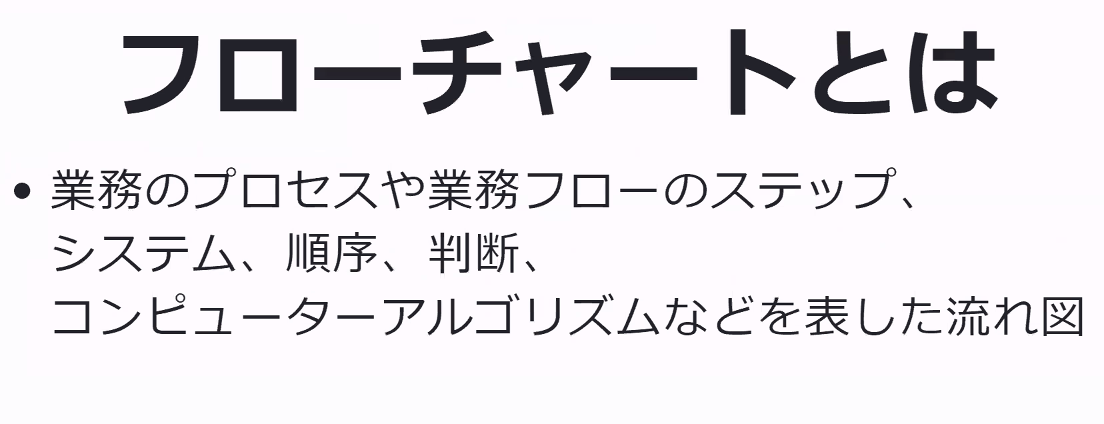 フローチャートとは
• 業務のプロセスや業務フローのステップ、
システム、順序、判断、
コンピューターアルゴリズムなどを表した流れ図